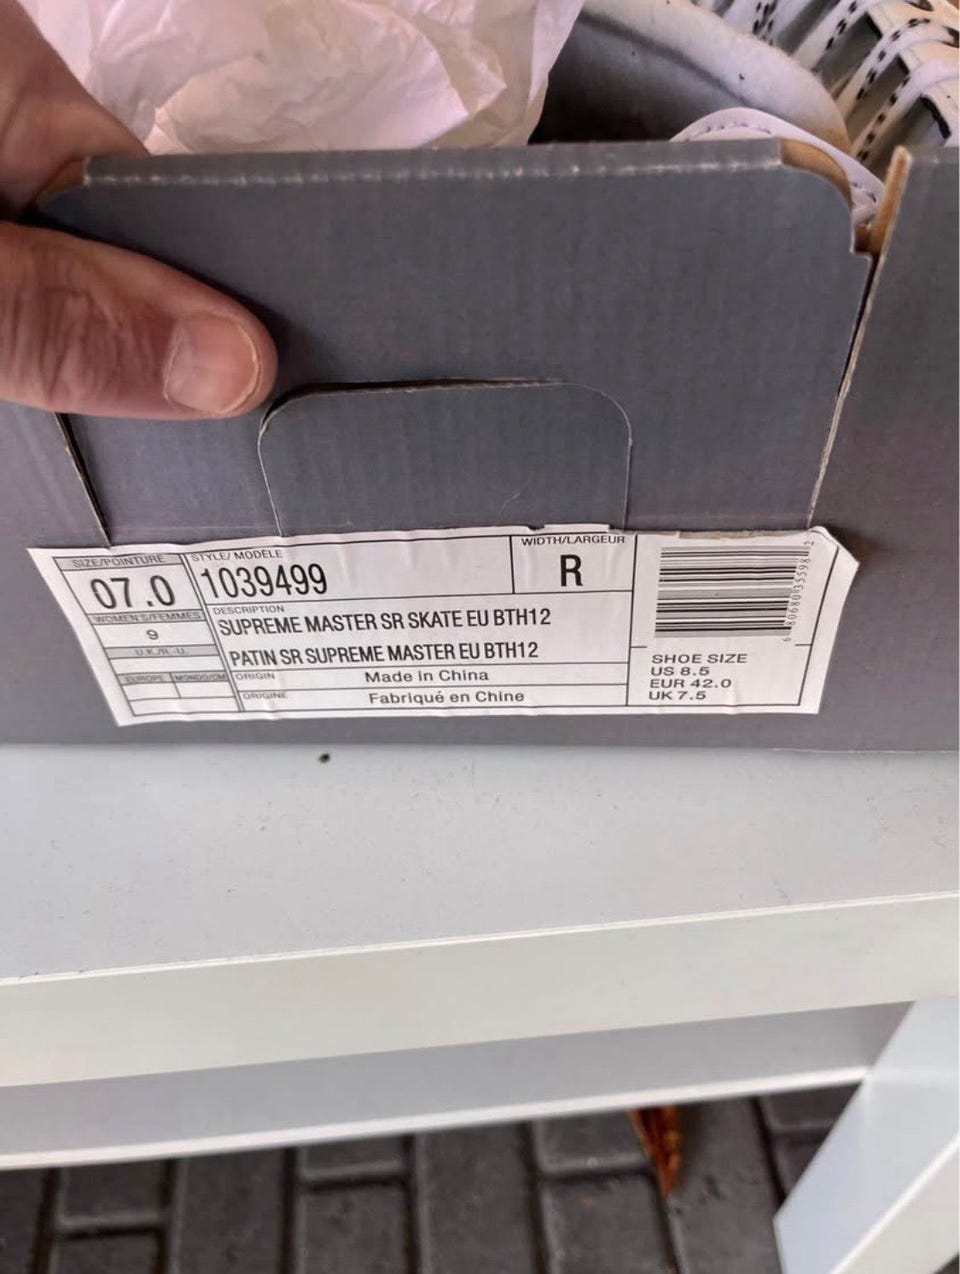 SIZE/POINTURE
07.0
WOMEN'S/FEMMES
9
U.K./R.-U.
EUROPE MONDO/CM
STYLE/ MODÈLE
1039499
WIDTH/LARGEUR
R
DESCRIPTION
SUPREME MASTER SR SKATE EU BTH12
PATIN SR SUPREME MASTER EU BTH12
ORIGIN Made in China
ORIGINE Fabriqué en Chine
SHOE SIZE
US 8.5
EUR 42.0
UK 7.5